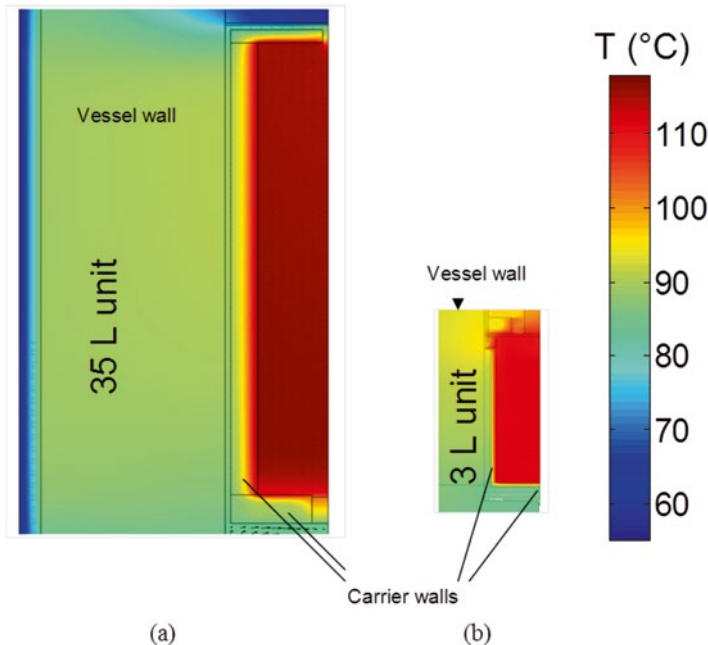 T (°C)
Vessel wall
35 L unit
110
100
90
80
70
60
Vessel wall
3 L unit
Carrier walls
(a)
(b)